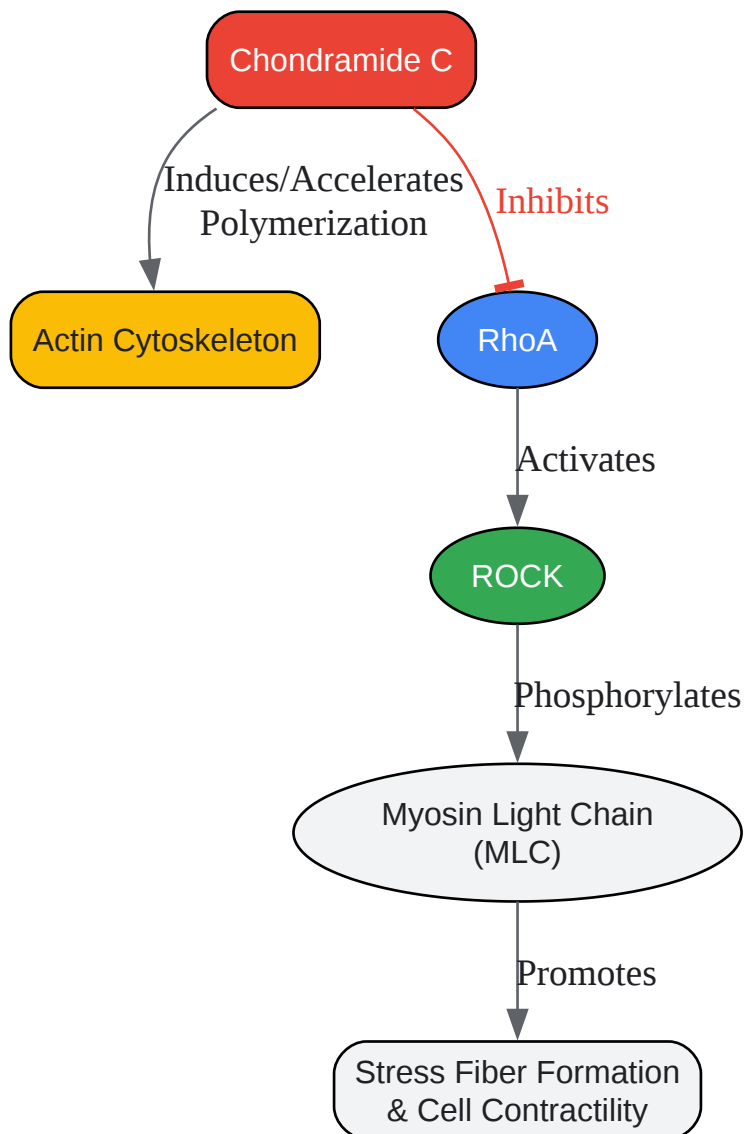 Chondramide C
Induces/Accelerates
Polymerization
Inhibits
Actin Cytoskeleton
RhoA
Activates
ROCK
Phosphorylates
Myosin Light Chain
(MLC)
Promotes
Stress Fiber Formation
& Cell Contractility